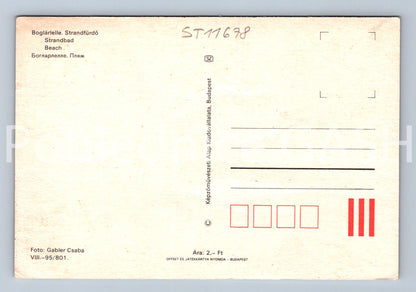 ST11678
Boglárlelle. Strandfürdő
Strandbad
Beach
Богларлелле. Пляж
Képzőművészeti Alap Kiadóvállalata, Budapest
Foto: Gabler Csaba
VIII.–95/801.
Ára: 2,– Ft
OFFSET ÉS JÁTÉKKÁRTYA NYOMDA – BUDAPEST